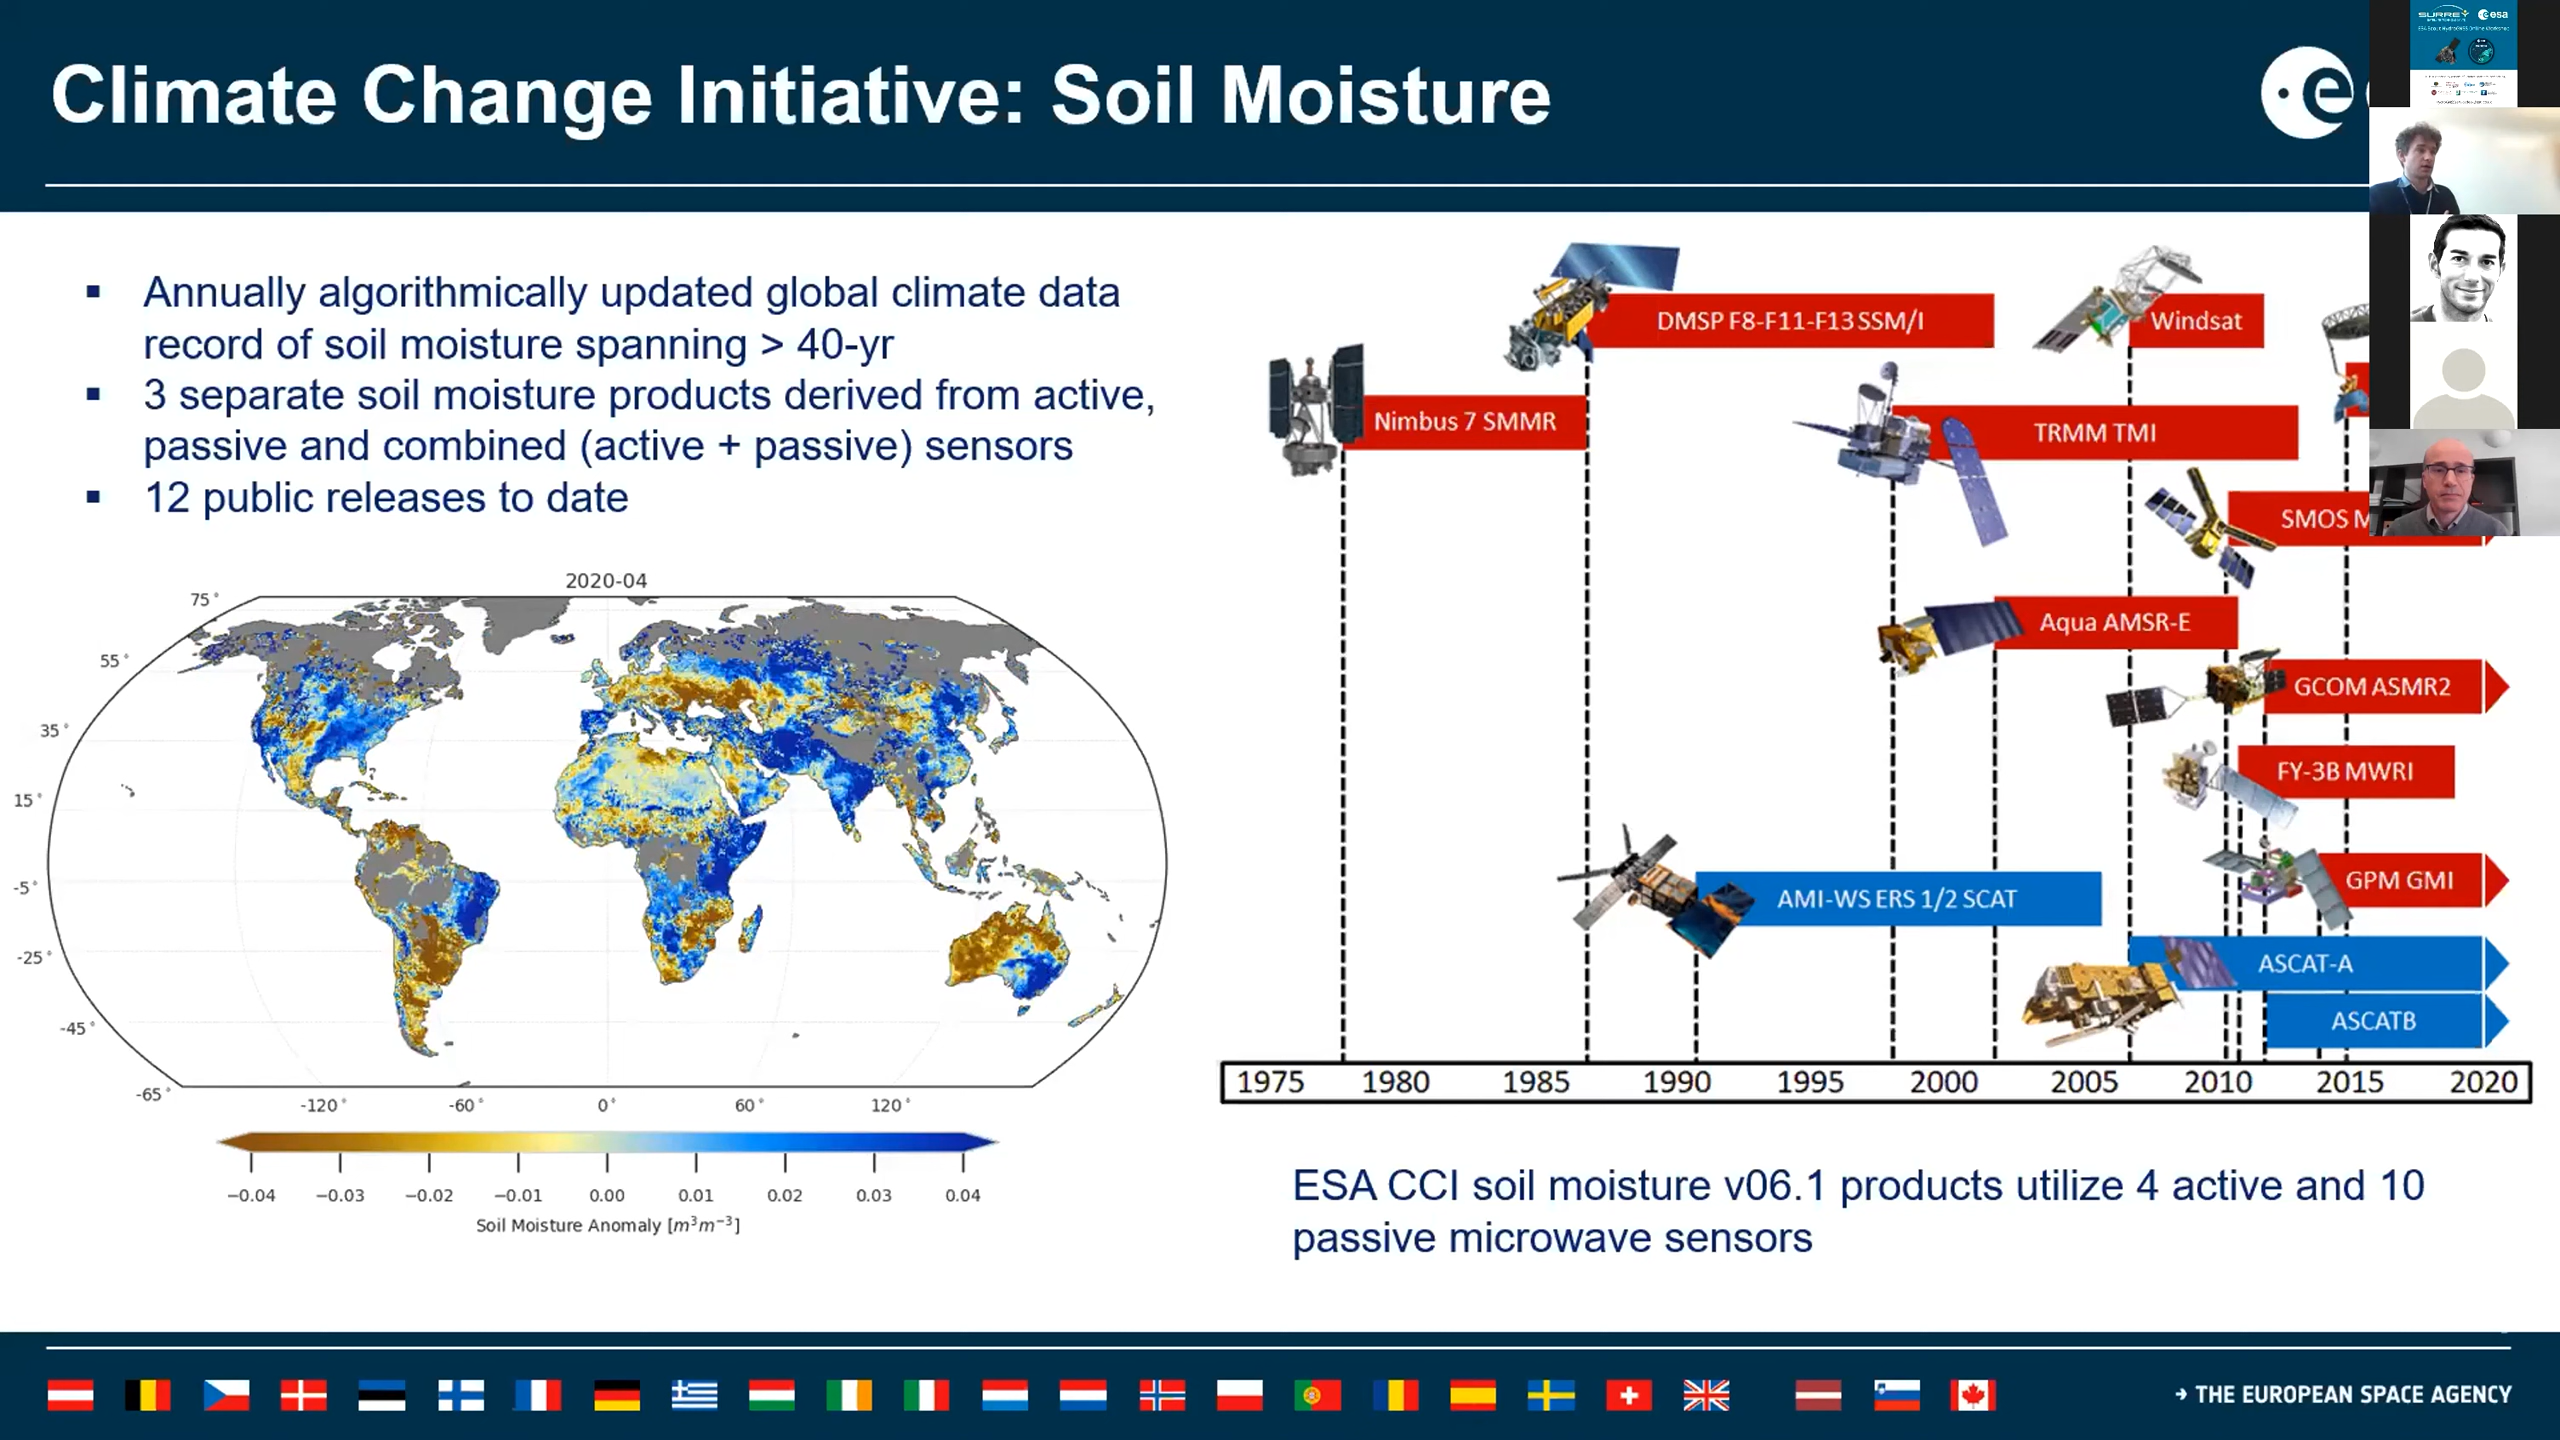 Climate Change Initiative: Soil Moisture
esa
SURREY
esa
▪ Annually algorithmically updated global climate data
record of soil moisture spanning > 40-yr
▪ 3 separate soil moisture products derived from active,
passive and combined (active + passive) sensors
▪ 12 public releases to date
2020-04
75°
55°
35°
15°
-5°
-25°
-45°
-65°
-120°
-60°
0°
60°
120°
−0.04
−0.03
−0.02
−0.01
0.00
0.01
0.02
0.03
0.04
Soil Moisture Anomaly [m³m⁻³]
DMSP F8-F11-F13 SSM/I
Windsat
Nimbus 7 SMMR
TRMM TMI
SMOS M
Aqua AMSR-E
GCOM ASMR2
FY-3B MWRI
GPM GMI
AMI-WS ERS 1/2 SCAT
ASCAT-A
ASCATB
1975
1980
1985
1990
1995
2000
2005
2010
2015
2020
ESA CCI soil moisture v06.1 products utilize 4 active and 10
passive microwave sensors
→ THE EUROPEAN SPACE AGENCY